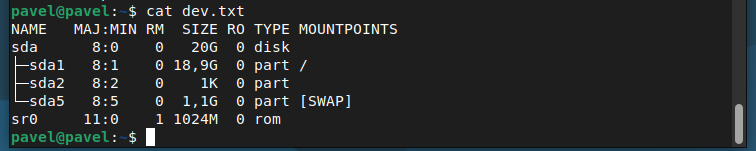 pavel@pavel:~$ cat dev.txt
NAME   MAJ:MIN RM  SIZE RO TYPE MOUNTPOINTS
sda      8:0    0   20G  0 disk
├─sda1   8:1    0 18,9G  0 part /
├─sda2   8:2    0    1K  0 part
└─sda5   8:5    0  1,1G  0 part [SWAP]
sr0     11:0    1 1024M  0 rom
pavel@pavel:~$